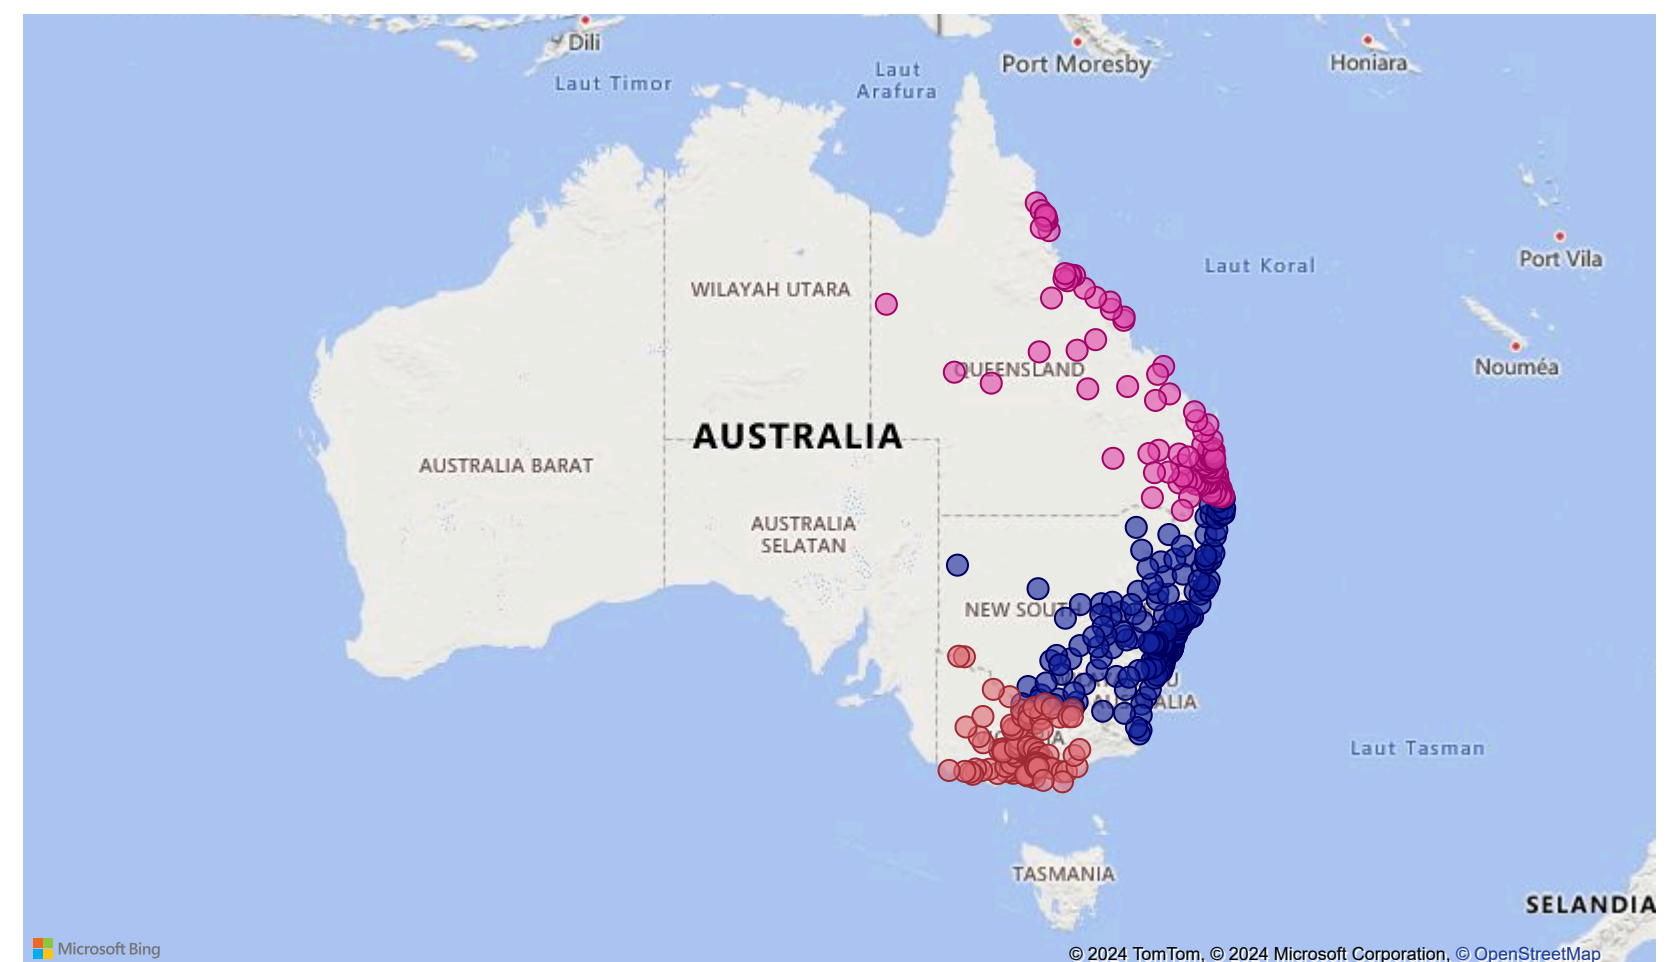 Dili
Port Moresby
Honiara
Laut Timor
Laut
Arafura
Laut Koral
Port Vila
WILAYAH UTARA
Nouméa
QUEENSLAND
AUSTRALIA
AUSTRALIA BARAT
AUSTRALIA
SELATAN
NEW SOUT
Laut Tasman
TASMANIA
SELANDIA
Microsoft Bing
© 2024 TomTom, © 2024 Microsoft Corporation, © OpenStreetMap